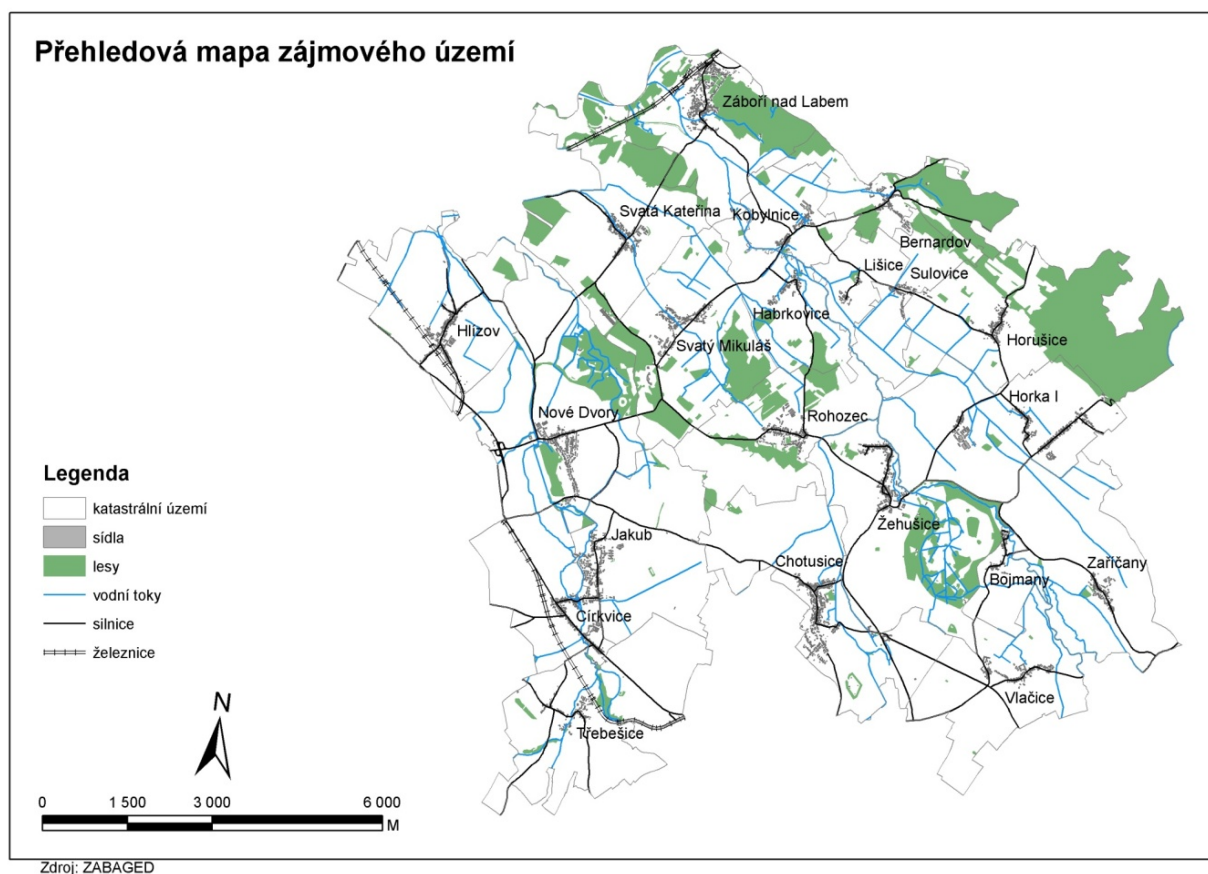 Přehledová mapa zájmového území
Záboří nad Labem
Svatá Kateřina
Kobylnice
Bernardov
Lišice
Sulovice
Habrkovice
Hlízov
Svatý Mikuláš
Horušice
Horka I
Nové Dvory
Rohozec
Žehušice
Jakub
Chotusice
Bojmany
Zaříčany
Církvice
Vlačice
Třebešice
Legenda
katastrální území
sídla
lesy
vodní toky
silnice
železnice
N
0 1 500 3 000 6 000
M
Zdroj: ZABAGED